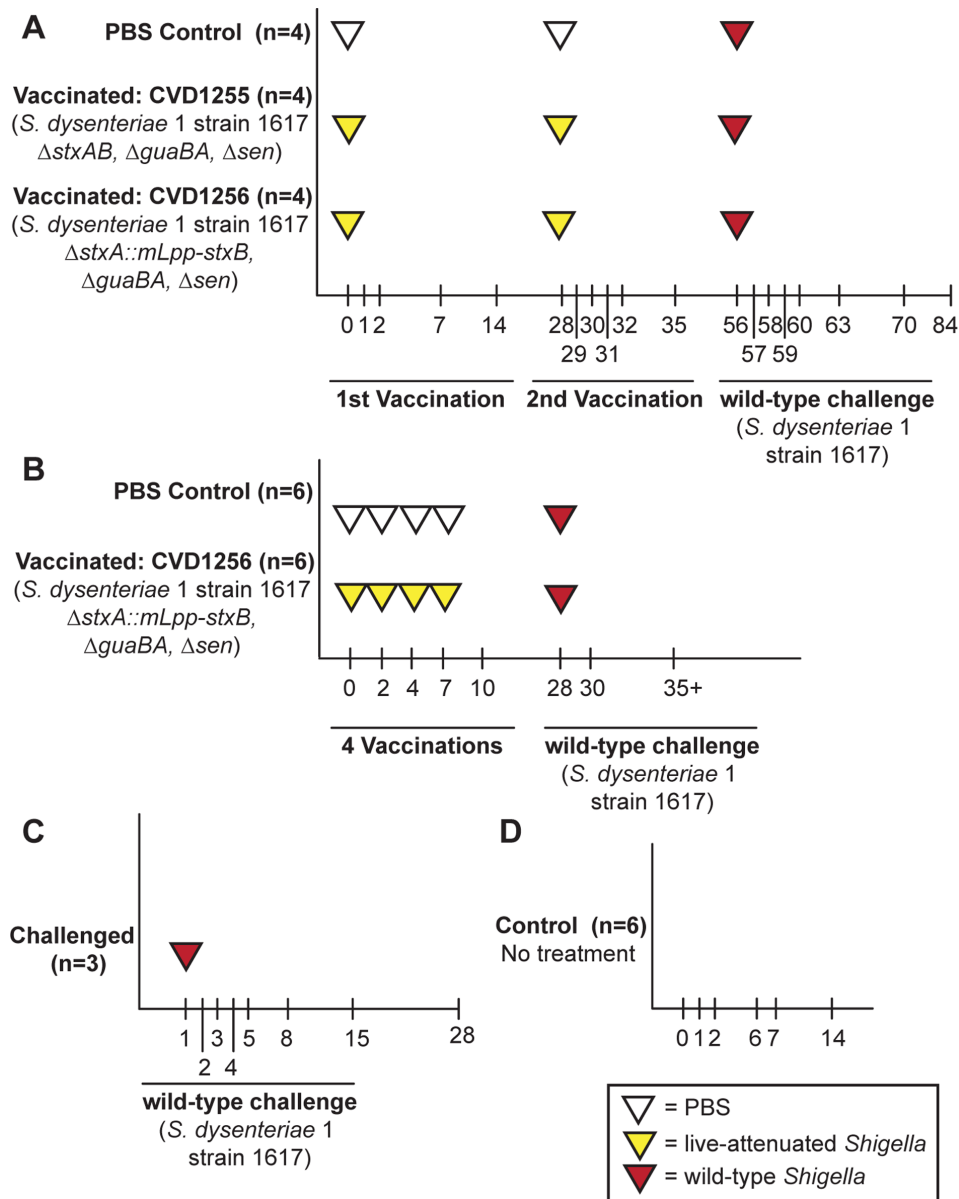 A
PBS Control (n=4)
Vaccinated: CVD1255 (n=4)
(S. dysenteriae 1 strain 1617
ΔstxAB, ΔguaBA, Δsen)
Vaccinated: CVD1256 (n=4)
(S. dysenteriae 1 strain 1617
ΔstxA::mLpp-stxB,
ΔguaBA, Δsen)
0 1 2 7 14 28 30 32 35 56 58 60 63 70 84
29 31 57 59
1st Vaccination 2nd Vaccination wild-type challenge
(S. dysenteriae 1
strain 1617)
B
PBS Control (n=6)
Vaccinated: CVD1256 (n=6)
(S. dysenteriae 1 strain 1617
ΔstxA::mLpp-stxB,
ΔguaBA, Δsen)
0 2 4 7 10 28 30 35+
4 Vaccinations wild-type challenge
(S. dysenteriae 1
strain 1617)
C
Challenged
(n=3)
1 3 5 8 15 28
2 4
wild-type challenge
(S. dysenteriae 1
strain 1617)
D
Control (n=6)
No treatment
0 1 2 6 7 14
= PBS
= live-attenuated Shigella
= wild-type Shigella